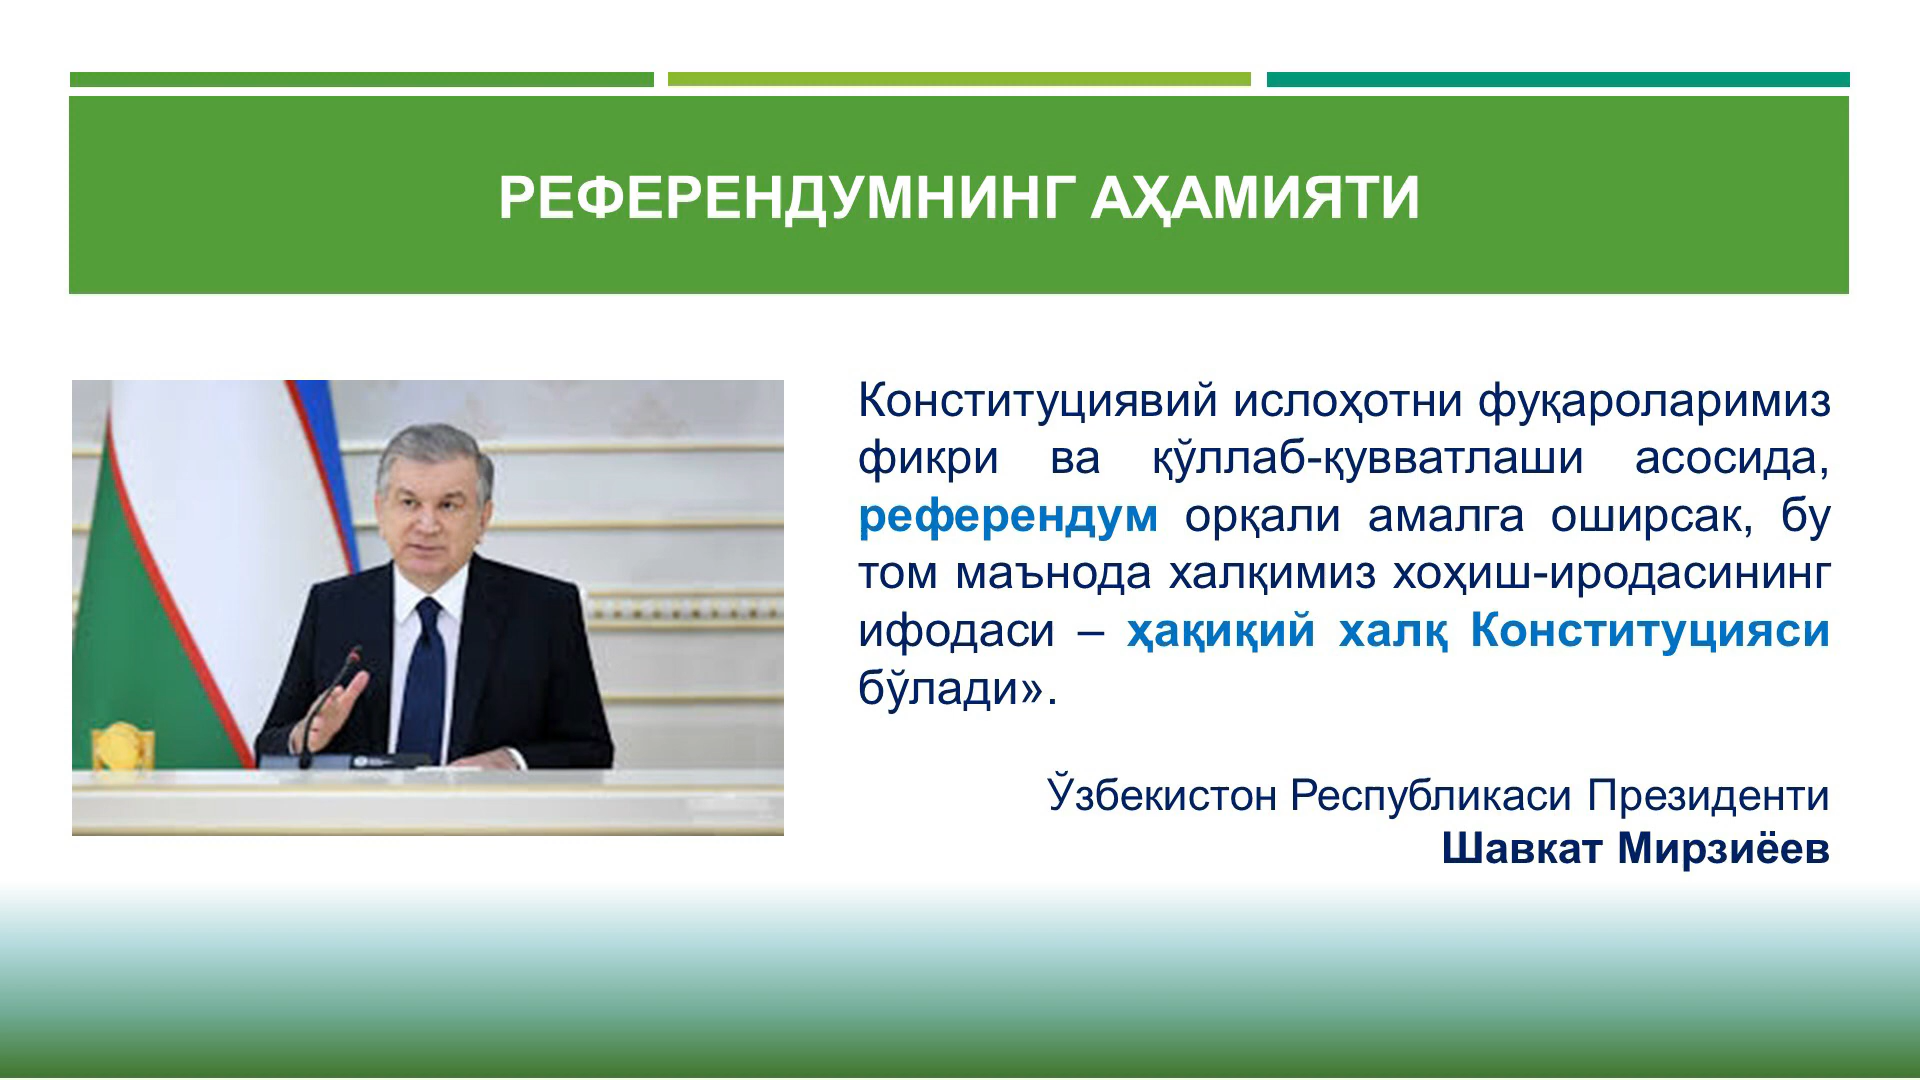 РЕФЕРЕНДУМНИНГ АҲАМИЯТИ
Конституциявий ислоҳотни фуқароларимиз
фикри ва қўллаб-қувватлаши асосида,
референдум орқали амалга оширсак, бу
том маънода халқимиз хоҳиш-иродасининг
ифодаси – ҳақиқий халқ Конституцияси
бўлади».
Ўзбекистон Республикаси Президенти
Шавкат Мирзиёев